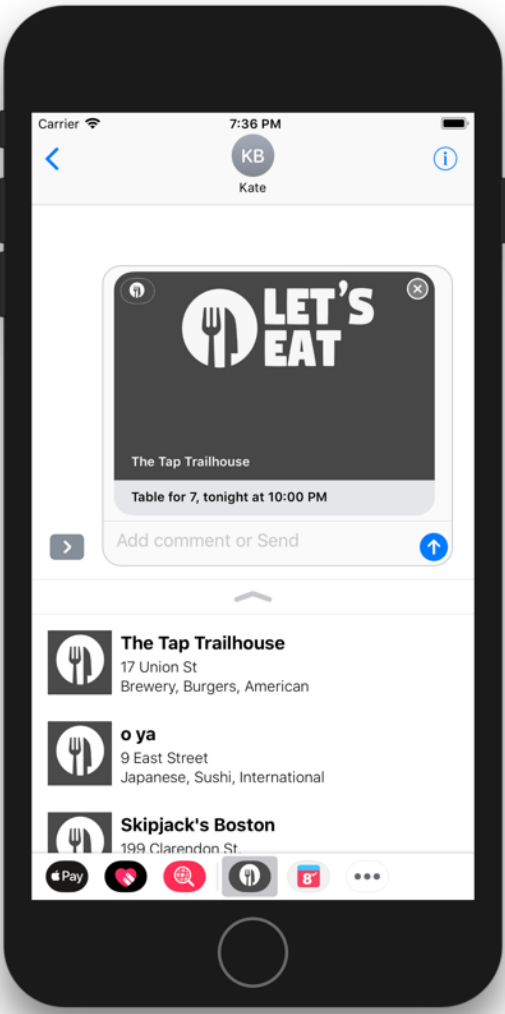 Carrier 7:36 PM
KB
Kate
LET'S
EAT
The Tap Trailhouse
Table for 7, tonight at 10:00 PM
Add comment or Send
The Tap Trailhouse
17 Union St
Brewery, Burgers, American
o ya
9 East Street
Japanese, Sushi, International
Skipjack's Boston
199 Clarendon St.
Pay
8